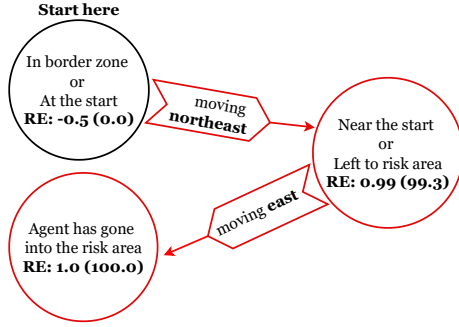 Start here
In border zone
or
At the start
RE: -0.5 (0.0)
moving
northeast
Near the start
or
Left to risk area
RE: 0.99 (99.3)
moving east
Agent has gone
into the risk area
RE: 1.0 (100.0)